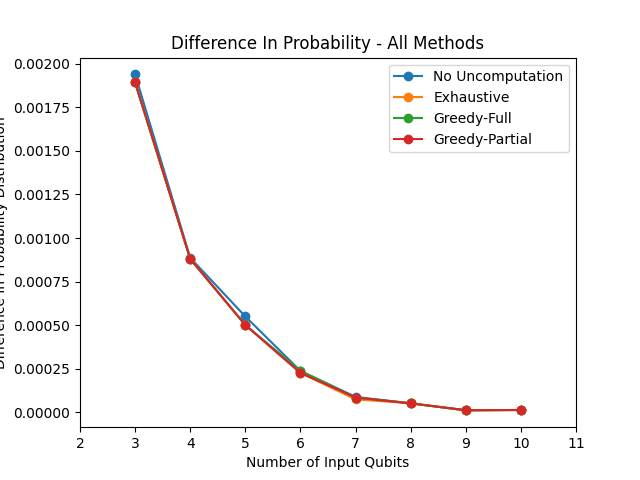 Difference In Probability - All Methods
No Uncomputation
Exhaustive
Greedy-Full
Greedy-Partial
0.00200
0.00175
0.00150
0.00125
0.00100
0.00075
0.00050
0.00025
0.00000
Difference in Probability Distribution
2 3 4 5 6 7 8 9 10 11
Number of Input Qubits